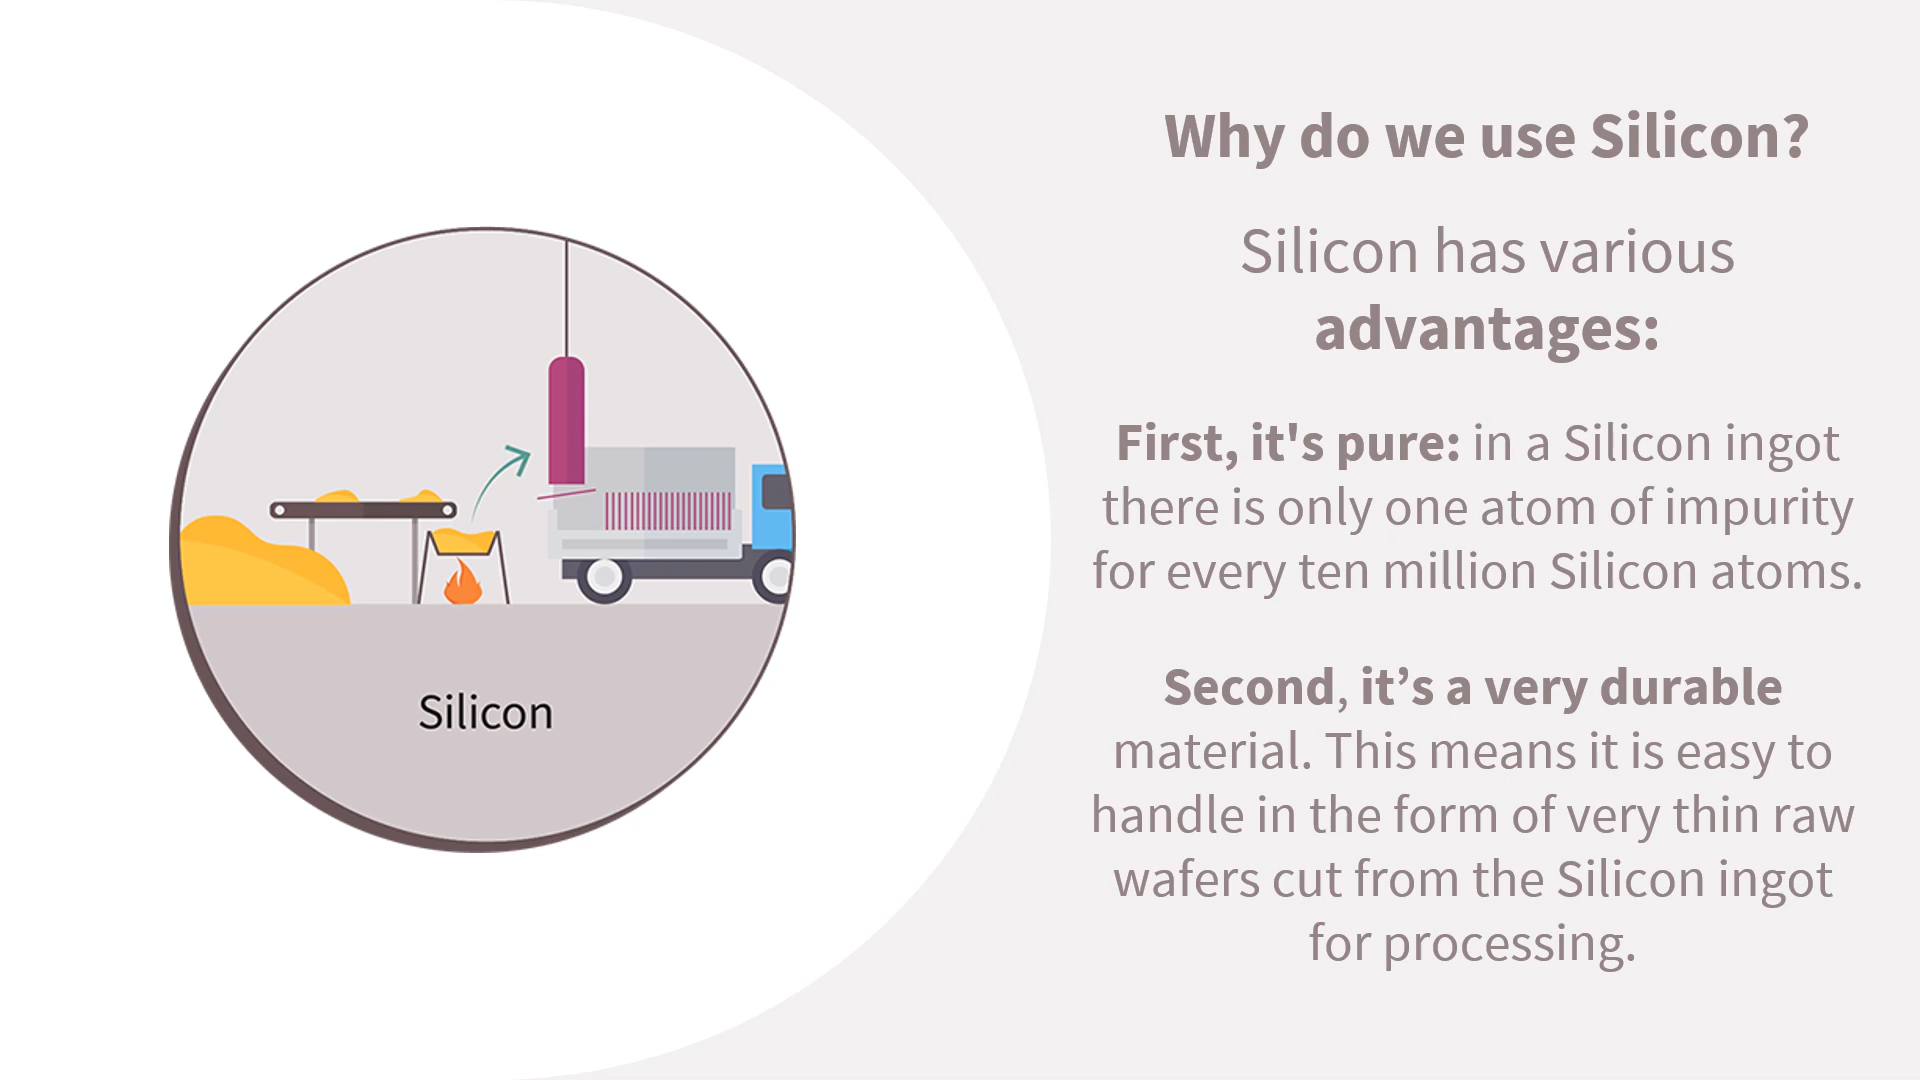 Why do we use Silicon?
Silicon has various
advantages:
First, it's pure: in a Silicon ingot
there is only one atom of impurity
for every ten million Silicon atoms.
Second, it’s a very durable
material. This means it is easy to
handle in the form of very thin raw
wafers cut from the Silicon ingot
for processing.
Silicon